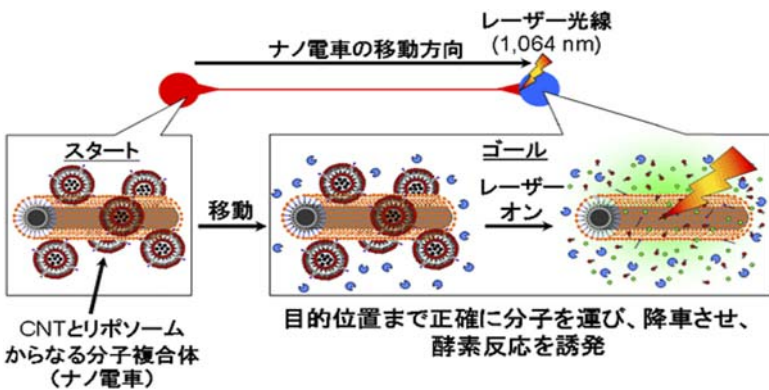 レーザー光線
(1,064 nm)
ナノ電車の移動方向
スタート
移動
ゴール
レーザー
オン
CNTとリポソーム
からなる分子複合体
(ナノ電車)
目的位置まで正確に分子を運び、降車させ、
酵素反応を誘発